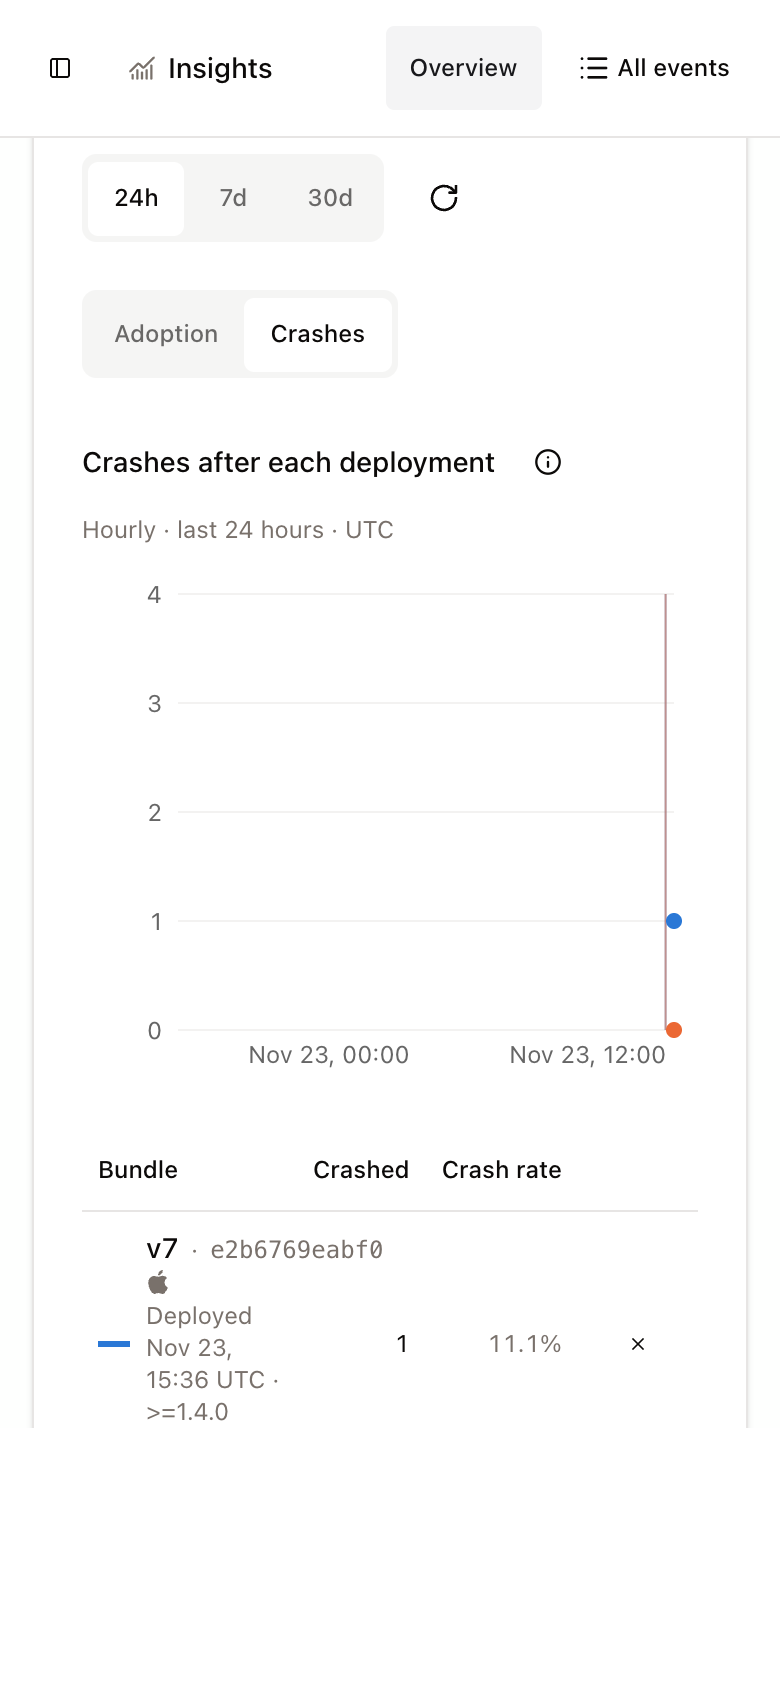 Insights
Overview
All events
24h
7d
30d
Adoption
Crashes
Crashes after each deployment
Hourly · last 24 hours · UTC
4
3
2
1
0
Nov 23, 00:00
Nov 23, 12:00
Bundle
Crashed
Crash rate
v7 · e2b6769eabf0
Deployed
Nov 23,
15:36 UTC ·
>=1.4.0
1
11.1%